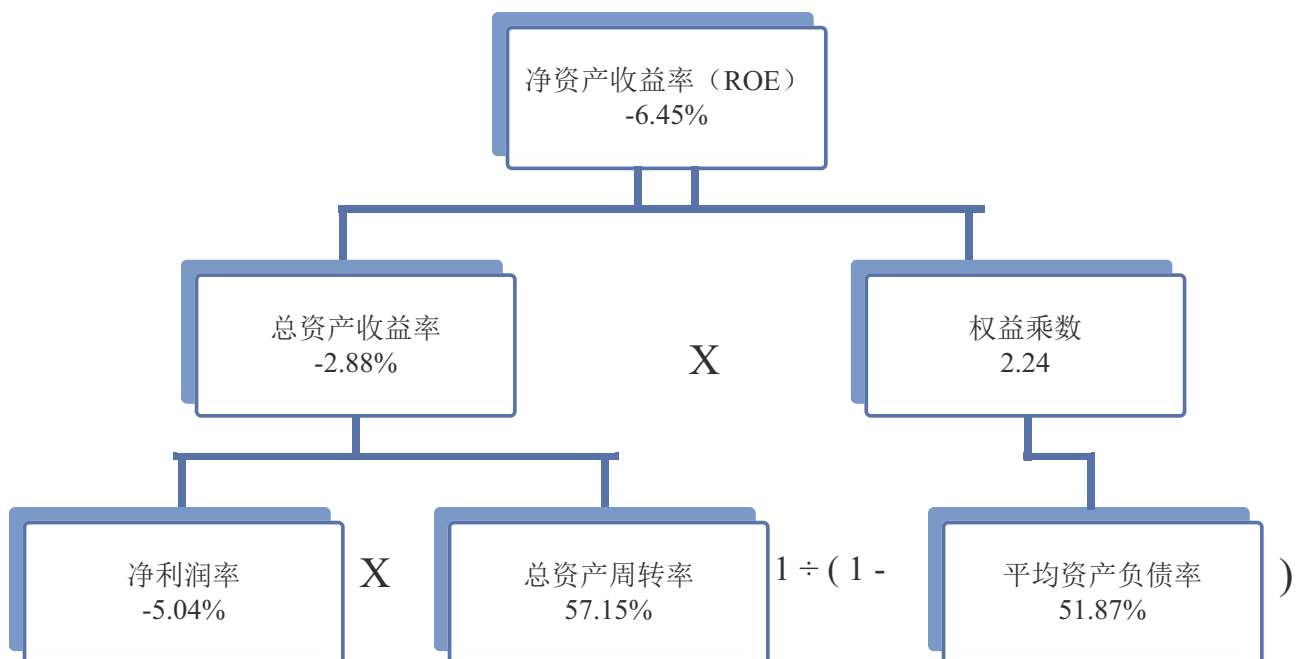 净资产收益率（ROE）
-6.45%
总资产收益率
-2.88%
X
权益乘数
2.24
净利润率
-5.04%
X
总资产周转率
57.15%
1 ÷ ( 1 -
平均资产负债率
51.87%
)